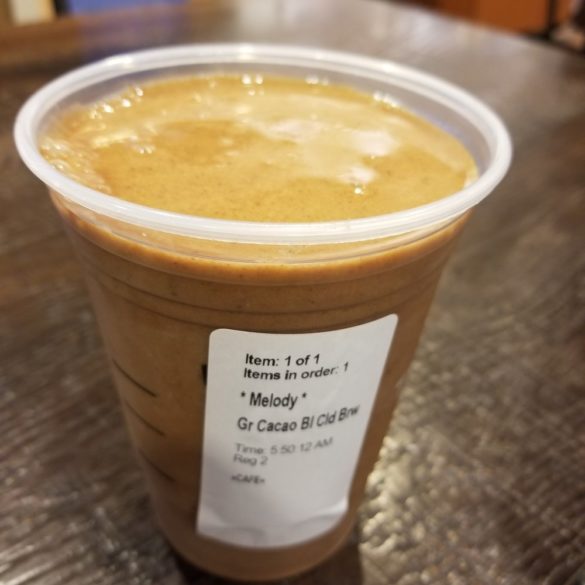 Item: 1 of 1
Items in order: 1
* Melody *
Gr Cacao Bl Cld Brw
Time: 5:50:12 AM
Reg 2
»CAFE«